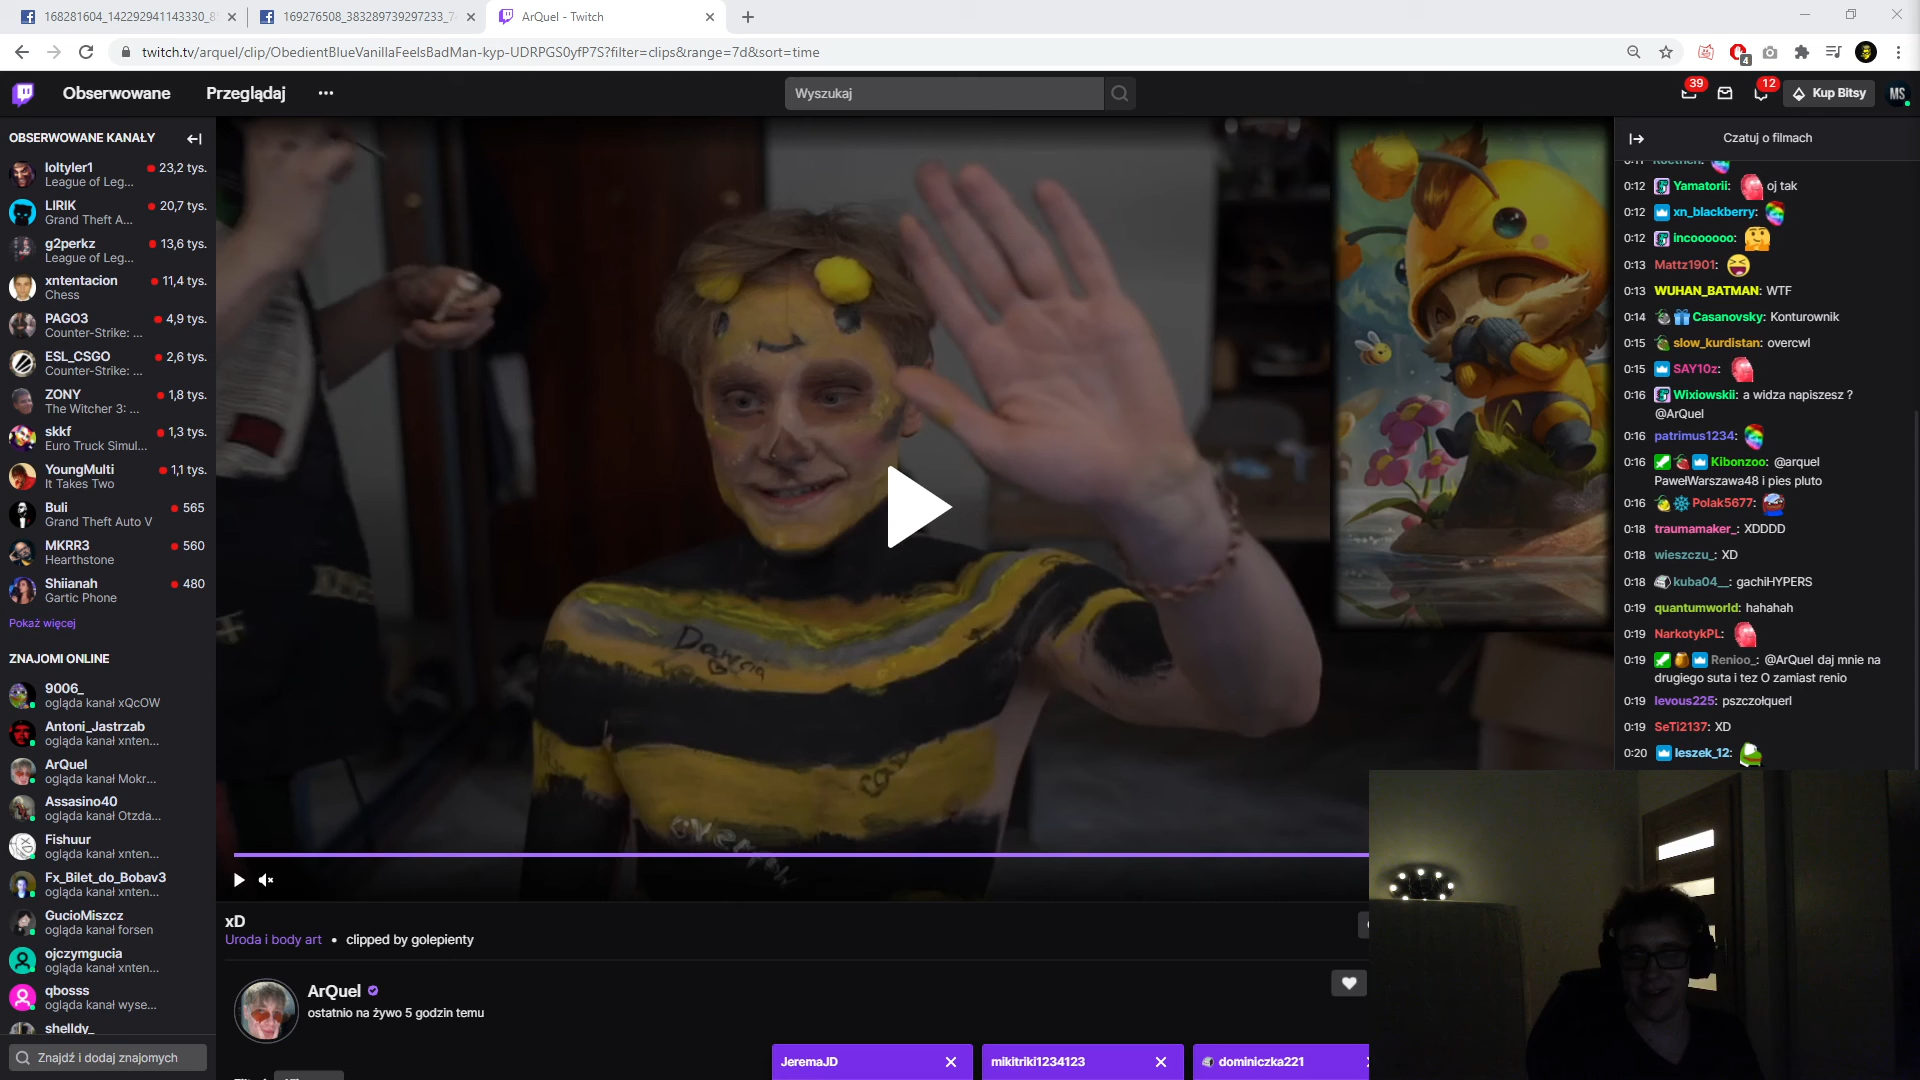 168281604_142292941143330_8
169276508_383289739297233_7
ArQuel - Twitch
twitch.tv/arquel/clip/ObedientBlueVanillaFeelsBadMan-kyp-UDRPGS0yfP7S?filter=clips&range=7d&sort=time
4
Obserwowane
Przeglądaj
Wyszukaj
39
12
Kup Bitsy
MS
OBSERWOWANE KANAŁY
loltyler1
23,2 tys.
League of Leg...
LIRIK
20,7 tys.
Grand Theft A...
g2perkz
13,6 tys.
League of Leg...
xntentacion
11,4 tys.
Chess
PAGO3
4,9 tys.
Counter-Strike: ...
ESL_CSGO
2,6 tys.
Counter-Strike: ...
ZONY
1,8 tys.
The Witcher 3: ...
skkf
1,3 tys.
Euro Truck Simul...
YoungMulti
1,1 tys.
It Takes Two
Buli
565
Grand Theft Auto V
MKRR3
560
Hearthstone
Shiianah
480
Gartic Phone
Pokaż więcej
ZNAJOMI ONLINE
9006_
ogląda kanał xQcOW
Antoni_Jastrzab
ogląda kanał xnten...
ArQuel
ogląda kanał Mokr...
Assasino40
ogląda kanał Otzda...
Fishuur
ogląda kanał xnten...
Fx_Bilet_do_Bobav3
ogląda kanał xnten...
GucioMiszcz
ogląda kanał forsen
ojczymgucia
ogląda kanał xnten...
qbosss
ogląda kanał wyse...
shelldy_
Znajdź i dodaj znajomych
Daria
xD
Uroda i body art • clipped by golepienty
ArQuel
ostatnio na żywo 5 godzin temu
JeremaJD
mikitriki1234123
dominiczka221
Czatuj o filmach
0:12 Yamatorii: oj tak
0:12 xn_blackberry:
0:12 incoooooo:
0:13 Mattz1901:
0:13 WUHAN_BATMAN: WTF
0:14 Casanovsky: Konturownik
0:15 slow_kurdistan: overcwl
0:15 SAY10z:
0:16 Wixiowskii: a widza napiszesz ?
@ArQuel
0:16 patrimus1234:
0:16 Kibonzoo: @arquel
PawełWarszawa48 i pies pluto
0:16 Polak5677:
0:18 traumamaker_: XDDDD
0:18 wieszczu_: XD
0:18 kuba04__: gachiHYPERS
0:19 quantumworld: hahahah
0:19 NarkotykPL:
0:19 Renioo_: @ArQuel daj mnie na
drugiego suta i tez O zamiast renio
0:19 levous225: pszczołquerl
0:19 SeTi2137: XD
0:20 leszek_12: